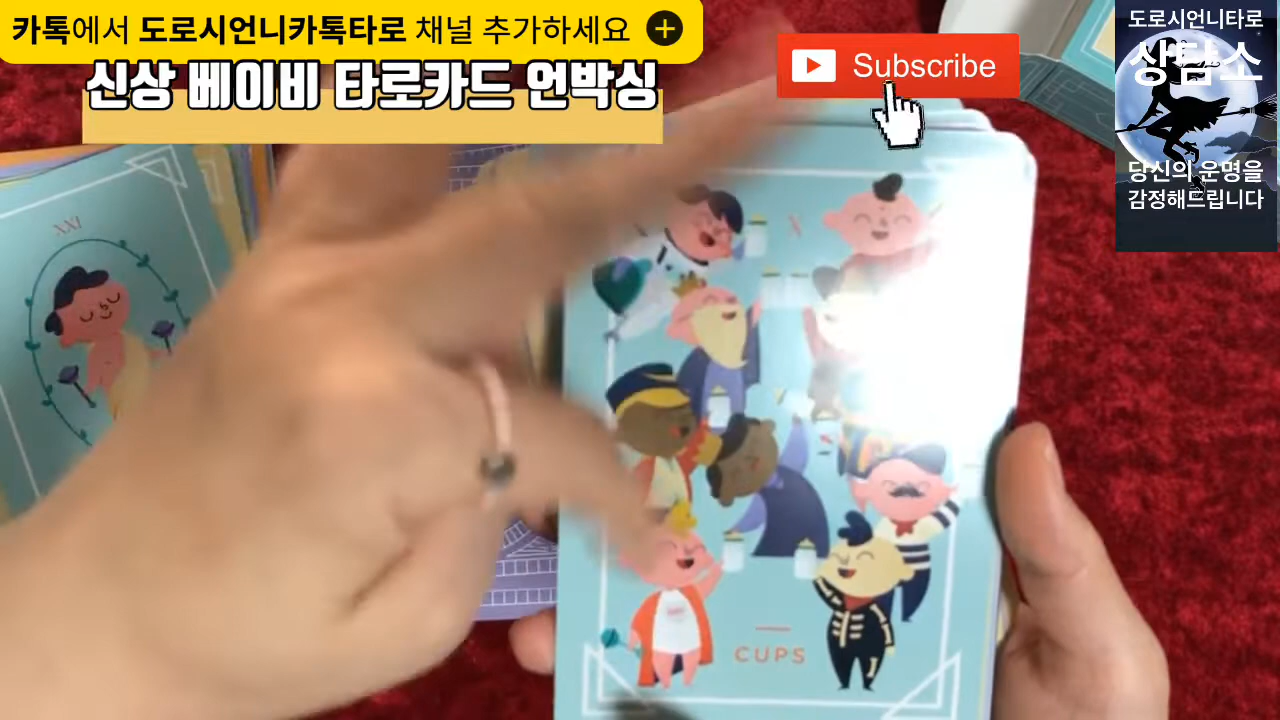 카톡에서 도로시언니카톡타로 채널 추가하세요
신상 베이비 타로카드 언박싱
Subscribe
도로시언니타로
상담소
당신의 운명을
감정해드립니다
XXI
X
CUPS